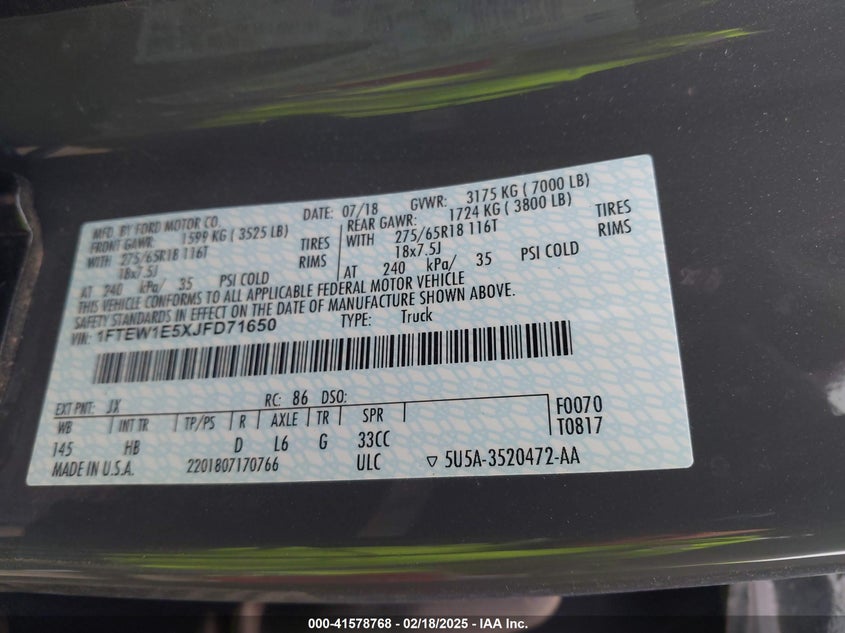 MFD. BY FORD MOTOR CO.
DATE: 07/18 GVWR: 3175 KG ( 7000 LB)
FRONT GAWR: 1599 KG ( 3525 LB)
WITH 275/65R18 116T TIRES
18x7.5J RIMS
AT 240 kPa/ 35 PSI COLD
REAR GAWR: 1724 KG ( 3800 LB)
WITH 275/65R18 116T TIRES
18x7.5J RIMS
AT 240 kPa/ 35 PSI COLD
THIS VEHICLE CONFORMS TO ALL APPLICABLE FEDERAL MOTOR VEHICLE
SAFETY STANDARDS IN EFFECT ON THE DATE OF MANUFACTURE SHOWN ABOVE.
VIN: 1FTEW1E5XJFD71650 TYPE: Truck
EXT PNT: JX RC: 86 DSO:
WB INT TR TP/PS R AXLE TR SPR
145 HB D L6 G 33CC
F0070
T0817
MADE IN U.S.A. 2201807170766 ULC ▽ 5U5A-3520472-AA
000-41578768 - 02/18/2025 - IAA Inc.